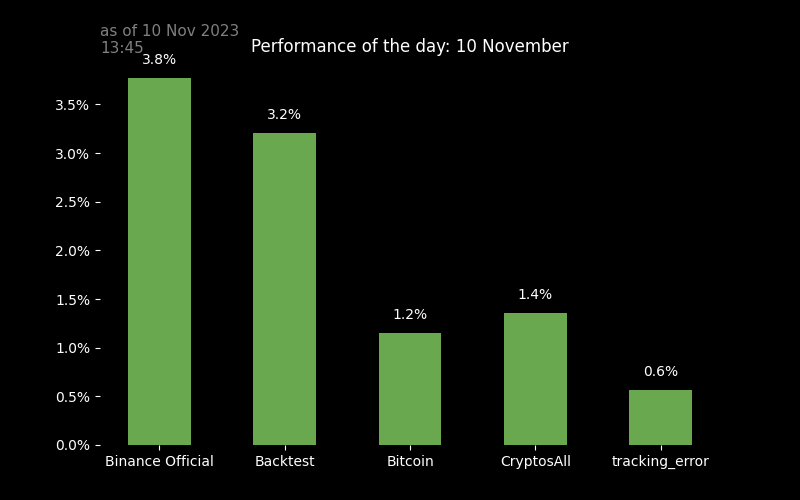 as of 10 Nov 2023
13:45
Performance of the day: 10 November
3.8%
3.2%
1.2%
1.4%
0.6%
3.5%
3.0%
2.5%
2.0%
1.5%
1.0%
0.5%
0.0%
Binance Official
Backtest
Bitcoin
CryptosAll
tracking_error